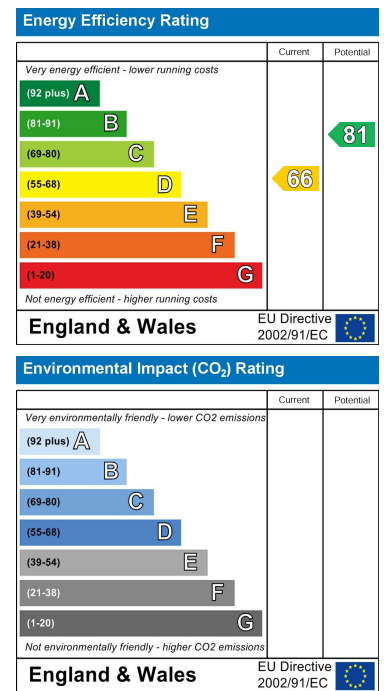 Energy Efficiency Rating
Current Potential
Very energy efficient - lower running costs
(92 plus) A
(81-91) B
81
(69-80) C
(55-68) D
66
(39-54) E
(21-38) F
(1-20) G
Not energy efficient - higher running costs
England & Wales
EU Directive
2002/91/EC
Environmental Impact (CO₂) Rating
Current Potential
Very environmentally friendly - lower CO2 emissions
(92 plus) A
(81-91) B
(69-80) C
(55-68) D
(39-54) E
(21-38) F
(1-20) G
Not environmentally friendly - higher CO2 emissions
England & Wales
EU Directive
2002/91/EC